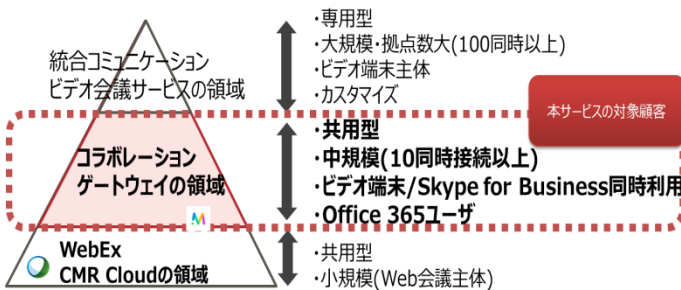 統合コミュニケーション
ビデオ会議サービスの領域
・専用型
・大規模・拠点数大(100同時以上)
・ビデオ端末主体
・カスタマイズ
本サービスの対象顧客
コラボレーション
ゲートウェイの領域
・共用型
・中規模(10同時接続以上)
・ビデオ端末/Skype for Business同時利用
・Office 365ユーザ
WebEx
CMR Cloudの領域
・共用型
・小規模(Web会議主体)